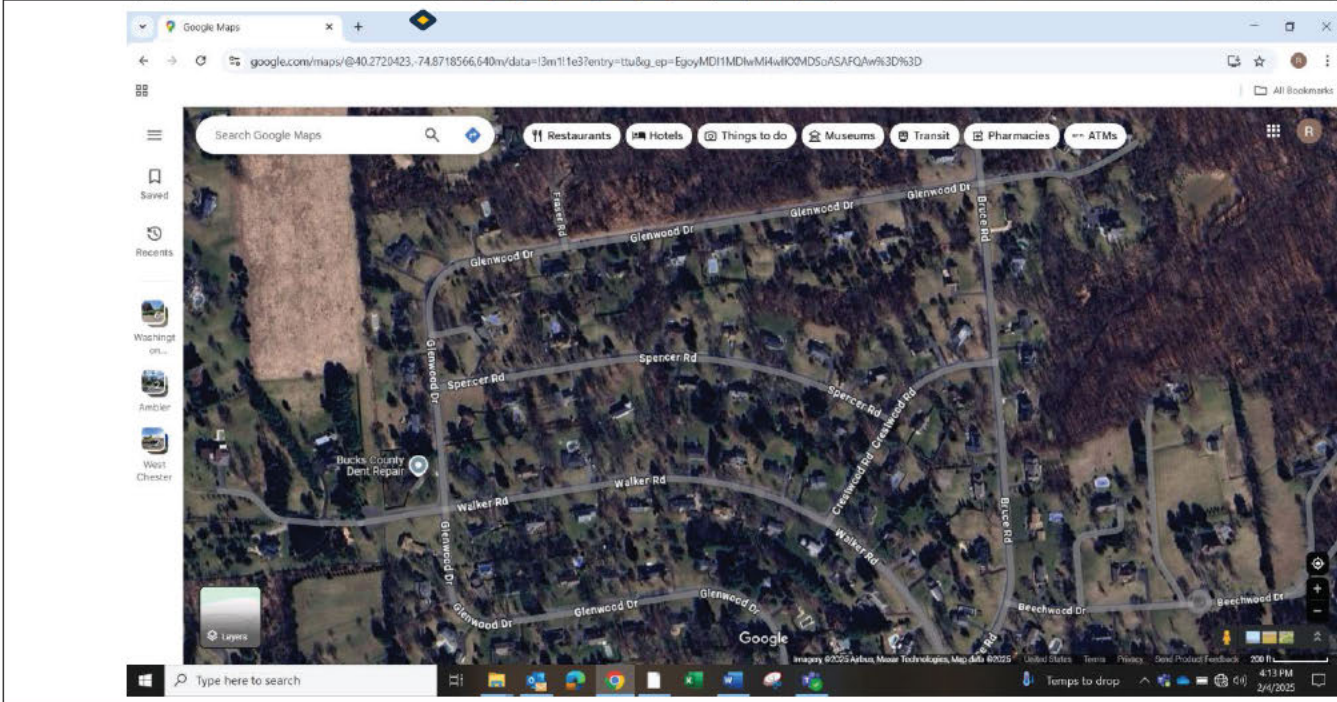 Google Maps
google.com/maps/@40.2720423,-74.8718566,640m/data=!3m1!1e3?entry=ttu&g_ep=EgoyMDI1MDIwMi4wIKXMDSoASAFQAw%3D%3D
All Bookmarks
Search Google Maps
Restaurants
Hotels
Things to do
Museums
Transit
Pharmacies
ATMs
R
Saved
Recents
Washingt
on...
Ambler
West
Chester
Glenwood Dr
Glenwood Dr
Glenwood Dr
Glenwood Dr
Fraser Rd
Bruce Rd
Glenwood Dr
Spencer Rd
Spencer Rd
Spencer Rd
Crestwood Rd
Crestwood Rd
Bucks County
Dent Repair
Walker Rd
Walker Rd
Walker Rd
Bruce Rd
Glenwood Dr
Glenwood Dr
Glenwood Dr
Glenwood Dr
Beechwood Dr
Beechwood Dr
Layers
Google
Imagery ©2025 Airbus, Maxar Technologies, Map data ©2025
United States
Terms
Privacy
Send Product Feedback
200 ft
Type here to search
Temps to drop
4:13 PM
2/4/2025